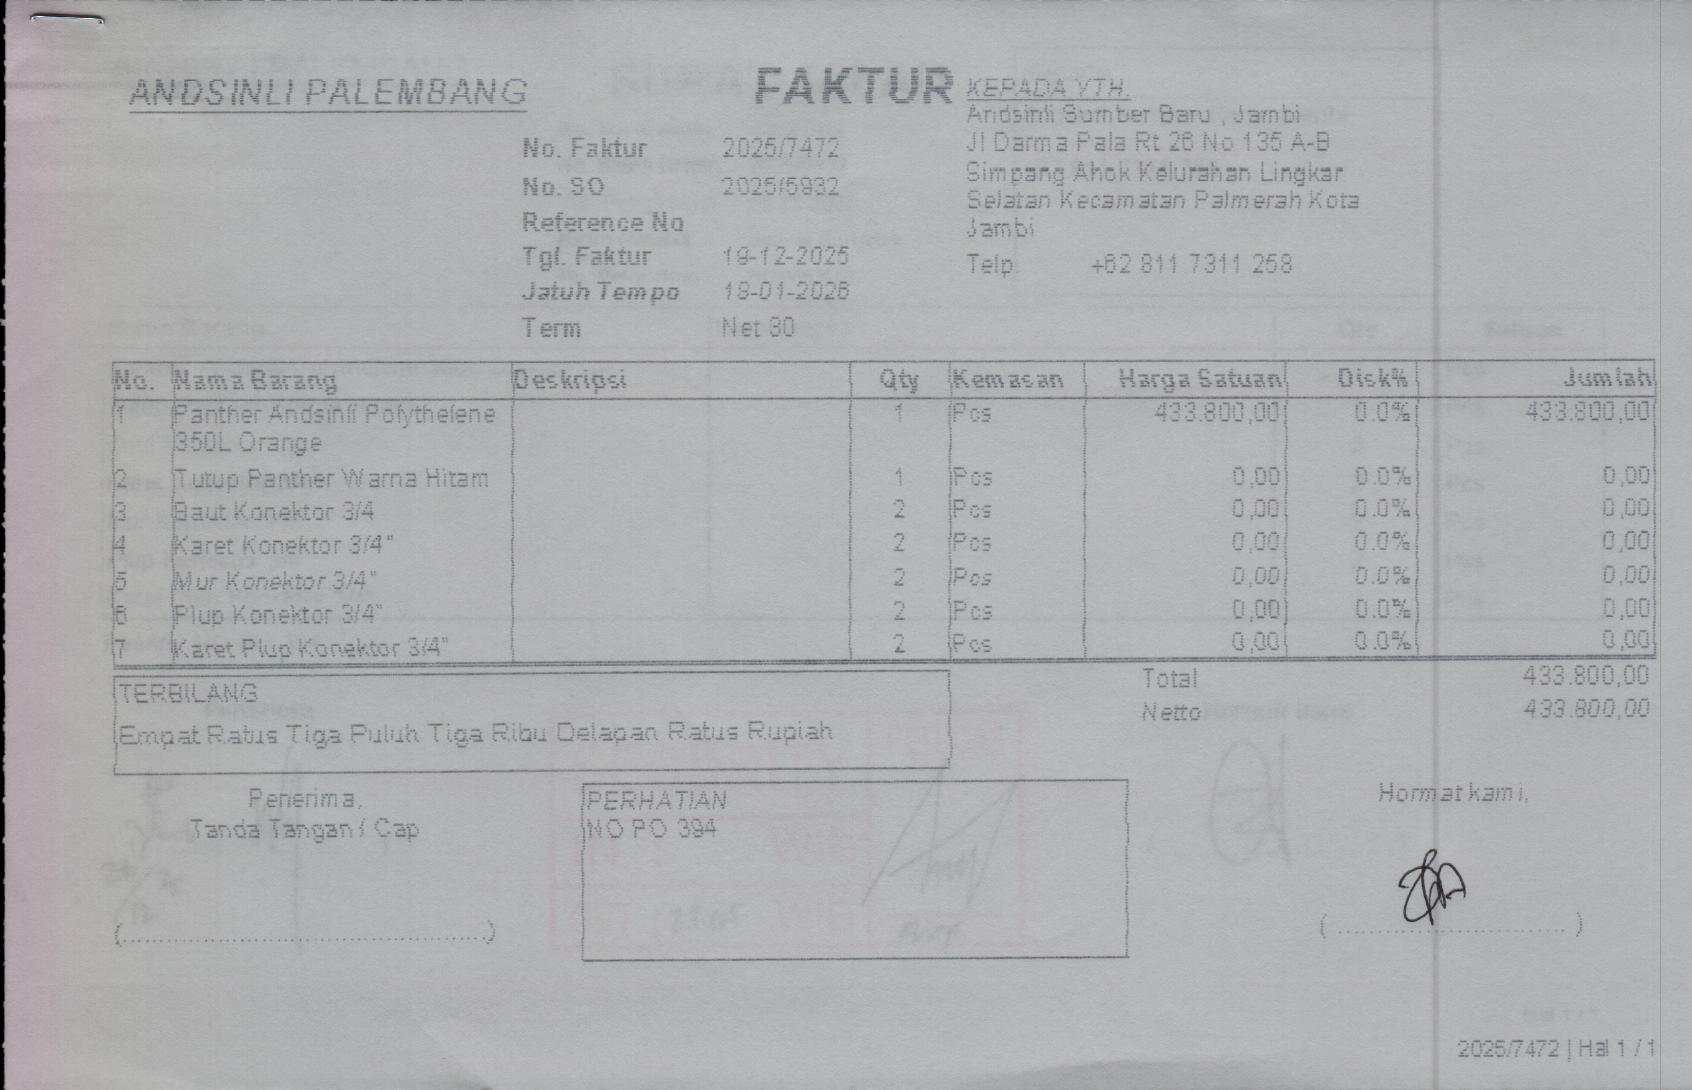 ANDSINLI PALEMBANG
FAKTUR
KEPADA YTH.
Andsinli Sumber Baru , Jambi
Jl Darma Pala Rt 26 No 135 A-B
Simpang Ahok Kelurahan Lingkar
Selatan Kecamatan Palmerah Kota
Jambi
Telp. +62 811 7311 258
No. Faktur 2025/7472
No. SO 2025/5932
Reference No
Tgl. Faktur 19-12-2025
Jatuh Tempo 18-01-2026
Term Net 30
No. Nama Barang Deskripsi Qty Kemasan Harga Satuan Disk% Jumlah
1 Panther Andsinli Polythelene 1 Pcs 433.800,00 0.0% 433.800,00
350L Orange
2 Tutup Panther Warna Hitam 1 Pcs 0,00 0.0% 0,00
3 Baut Konektor 3/4 2 Pcs 0,00 0.0% 0,00
4 Karet Konektor 3/4" 2 Pcs 0,00 0.0% 0,00
5 Mur Konektor 3/4" 2 Pcs 0,00 0.0% 0,00
6 Plup Konektor 3/4" 2 Pcs 0,00 0.0% 0,00
7 Karet Plup Konektor 3/4" 2 Pcs 0,00 0.0% 0,00
Total 433.800,00
Netto 433.800,00
TERBILANG
Empat Ratus Tiga Puluh Tiga Ribu Delapan Ratus Rupiah
Penerima,
Tanda Tangan / Cap
(..................................................)
PERHATIAN
NO PO 394
Hormat kami,
( ............................... )
2025/7472 | Hal 1 / 1